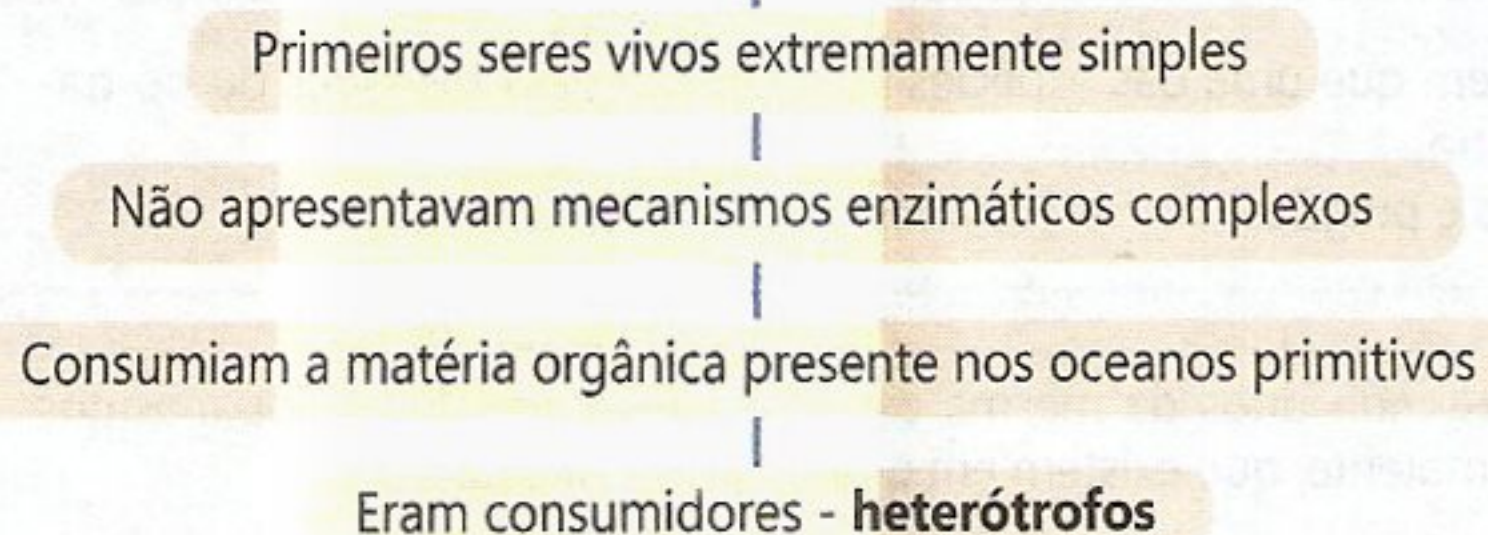 Primeiros seres vivos extremamente simples
Não apresentavam mecanismos enzimáticos complexos
Consumiam a matéria orgânica presente nos oceanos primitivos
Eram consumidores - heterótrofos